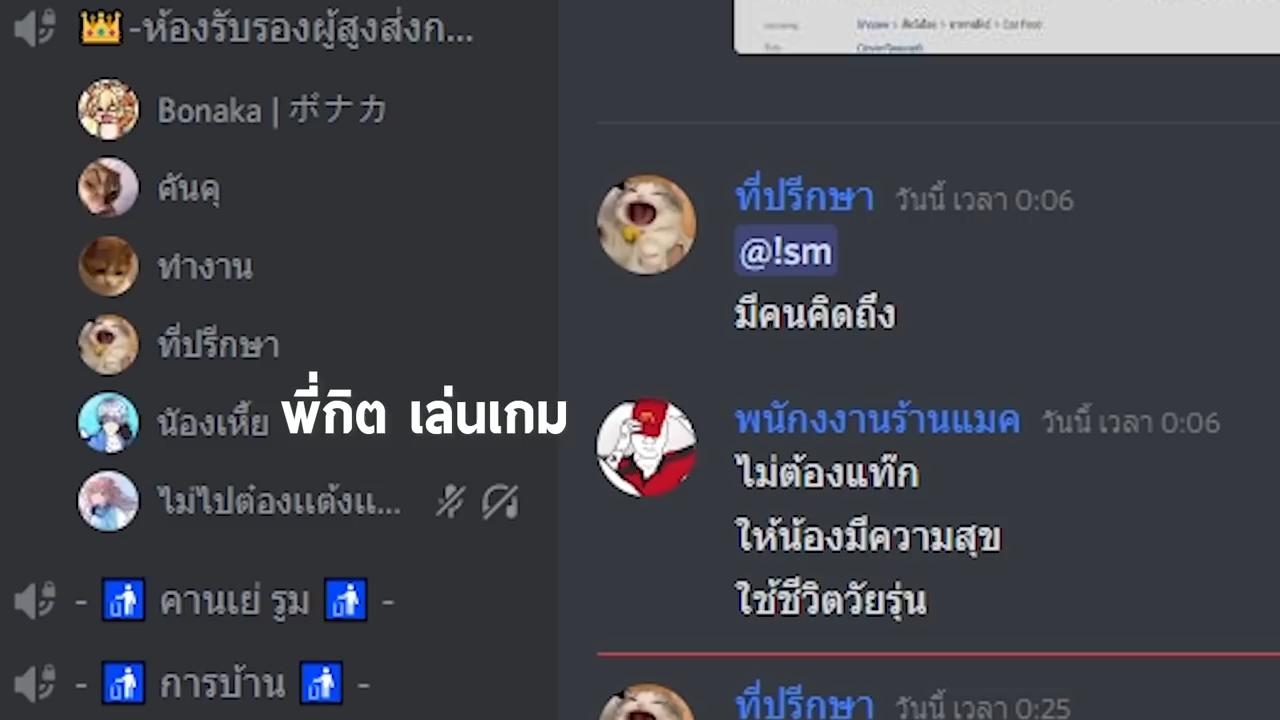 -ห้องรับรองผู้สูงส่งก...
Bonaka | ボナカ
คันคุ
ทำงาน
ที่ปรึกษา
น้องเหี้ย
ไม่ไปต๋องแต้งแ...
- คานเย่ รูม -
- การบ้าน -
พี่กิต เล่นเกม
ที่ปรึกษา วันนี้ เวลา 0:06
@!sm
มีคนคิดถึง
พนักงงานร้านแมค วันนี้ เวลา 0:06
ไม่ต้องแท๊ก
ให้น้องมีความสุข
ใช้ชีวิตวัยรุ่น
ที่ปรึกษา วันนี้ เวลา 0:25